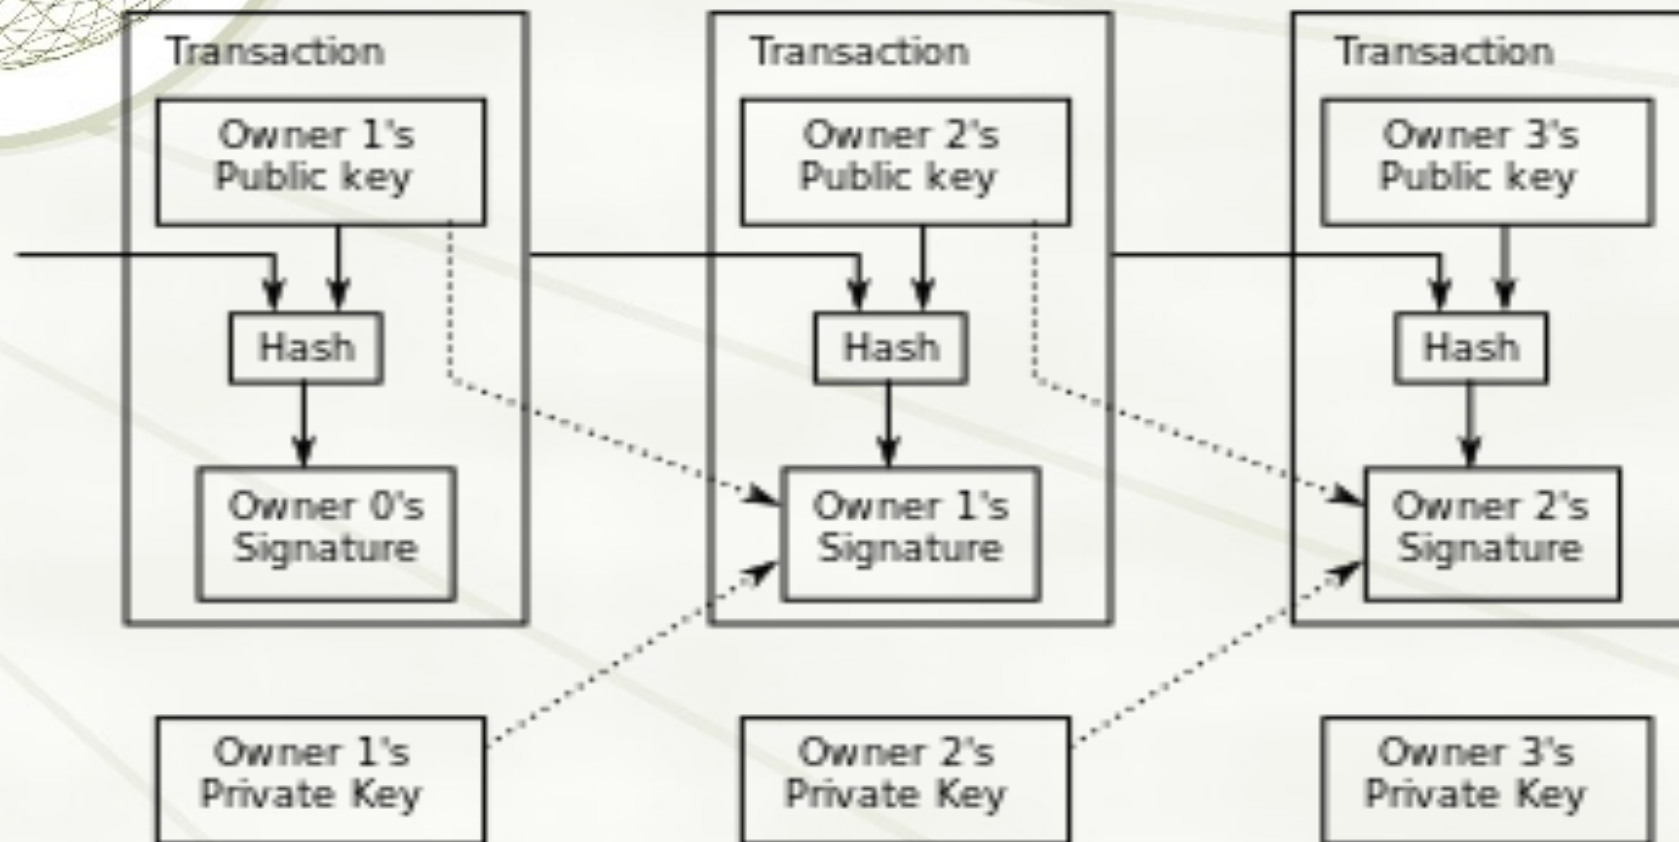 Transaction
Owner 1's
Public key
Hash
Owner 0's
Signature
Owner 1's
Private Key
Transaction
Owner 2's
Public key
Hash
Owner 1's
Signature
Owner 2's
Private Key
Transaction
Owner 3's
Public key
Hash
Owner 2's
Signature
Owner 3's
Private Key